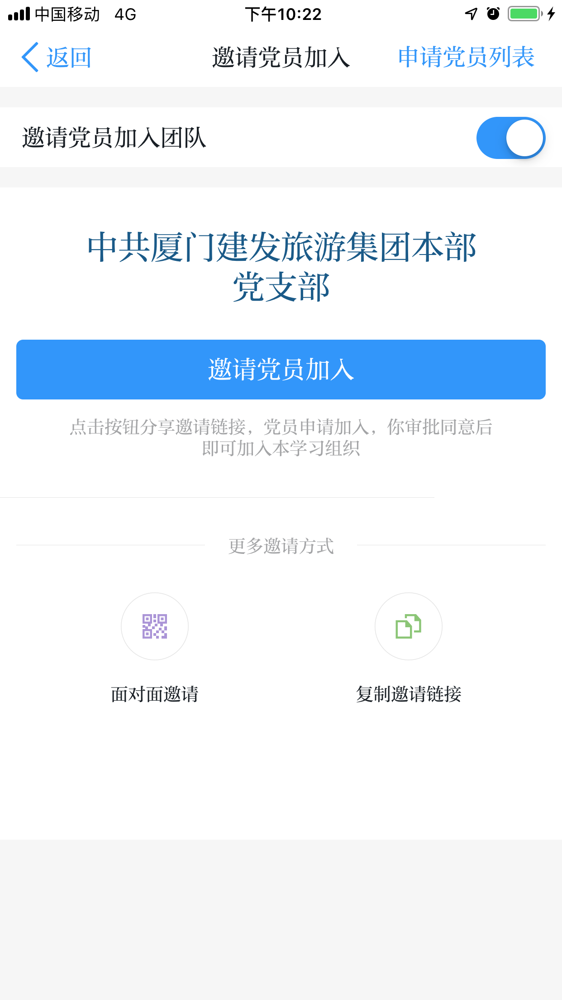 中国移动 4G 下午10:22
返回 邀请党员加入 申请党员列表
邀请党员加入团队
中共厦门建发旅游集团本部
党支部
邀请党员加入
点击按钮分享邀请链接，党员申请加入，你审批同意后
即可加入本学习组织
更多邀请方式
面对面邀请 复制邀请链接